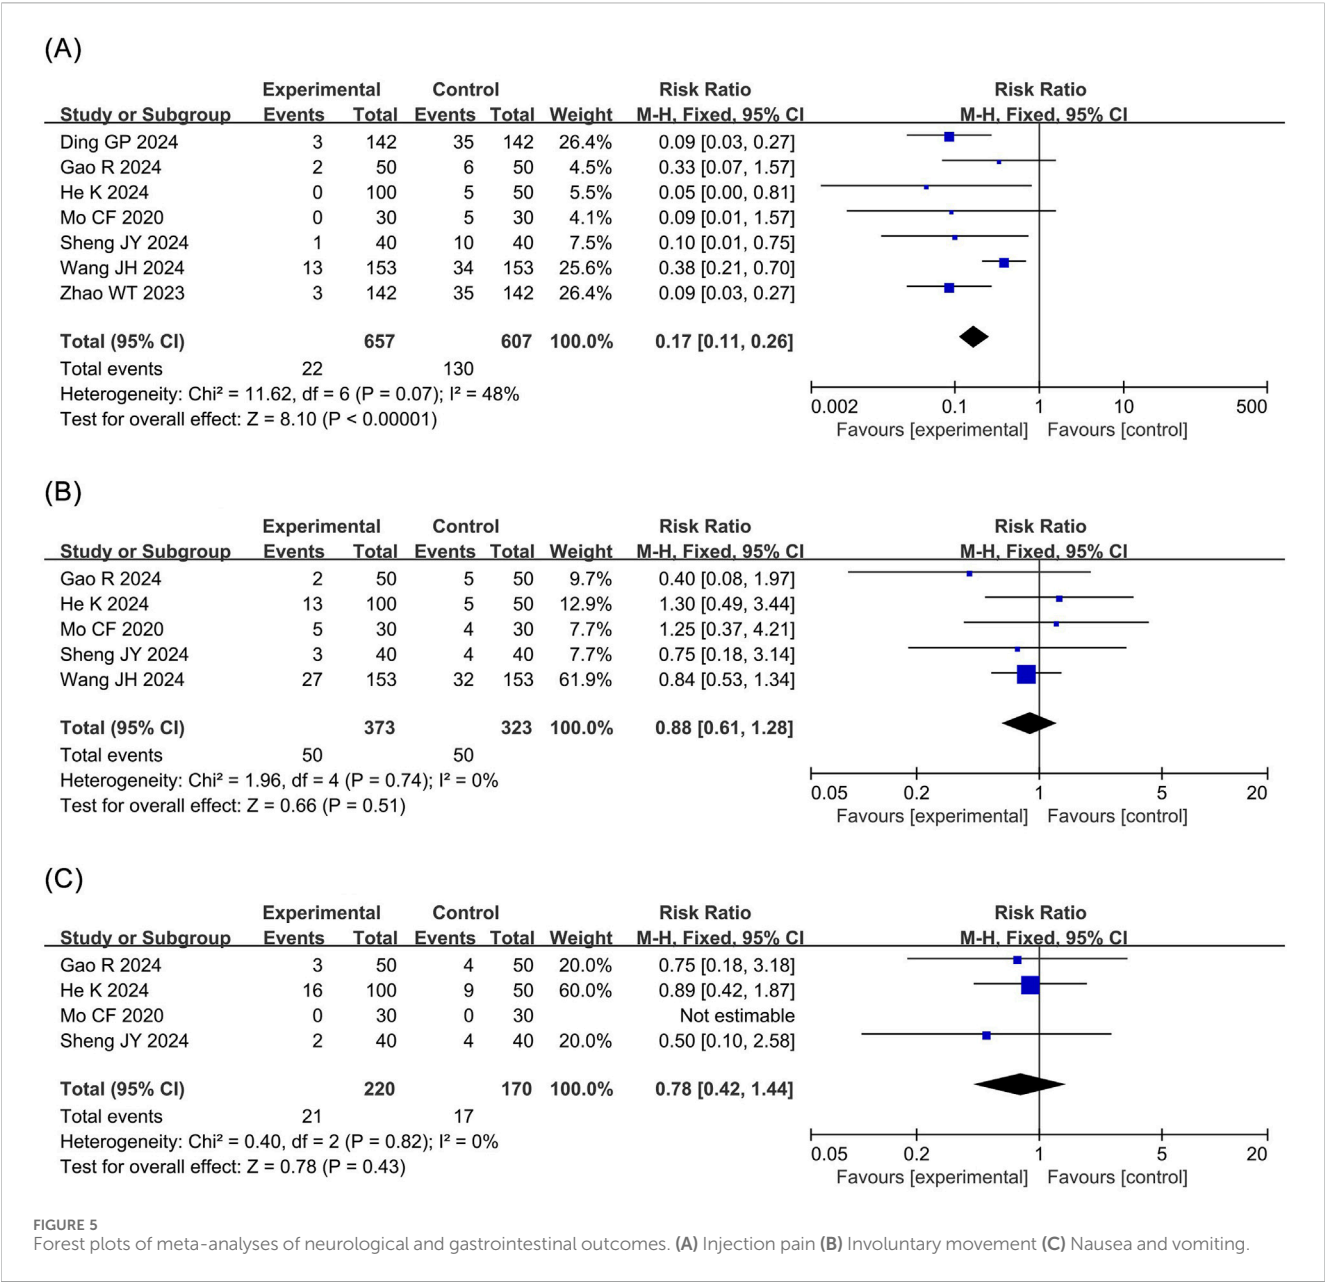 (A)
Experimental Control Risk Ratio Risk Ratio
Study or Subgroup Events Total Events Total Weight M-H, Fixed, 95% CI M-H, Fixed, 95% CI
Ding GP 2024 3 142 35 142 26.4% 0.09 [0.03, 0.27]
Gao R 2024 2 50 6 50 4.5% 0.33 [0.07, 1.57]
He K 2024 0 100 5 50 5.5% 0.05 [0.00, 0.81]
Mo CF 2020 0 30 5 30 4.1% 0.09 [0.01, 1.57]
Sheng JY 2024 1 40 10 40 7.5% 0.10 [0.01, 0.75]
Wang JH 2024 13 153 34 153 25.6% 0.38 [0.21, 0.70]
Zhao WT 2023 3 142 35 142 26.4% 0.09 [0.03, 0.27]
Total (95% CI) 657 607 100.0% 0.17 [0.11, 0.26]
Total events 22 130
Heterogeneity: Chi² = 11.62, df = 6 (P = 0.07); I² = 48%
Test for overall effect: Z = 8.10 (P < 0.00001)
0.002 0.1 1 10 500
Favours [experimental] Favours [control]
(B)
Experimental Control Risk Ratio Risk Ratio
Study or Subgroup Events Total Events Total Weight M-H, Fixed, 95% CI M-H, Fixed, 95% CI
Gao R 2024 2 50 5 50 9.7% 0.40 [0.08, 1.97]
He K 2024 13 100 5 50 12.9% 1.30 [0.49, 3.44]
Mo CF 2020 5 30 4 30 7.7% 1.25 [0.37, 4.21]
Sheng JY 2024 3 40 4 40 7.7% 0.75 [0.18, 3.14]
Wang JH 2024 27 153 32 153 61.9% 0.84 [0.53, 1.34]
Total (95% CI) 373 323 100.0% 0.88 [0.61, 1.28]
Total events 50 50
Heterogeneity: Chi² = 1.96, df = 4 (P = 0.74); I² = 0%
Test for overall effect: Z = 0.66 (P = 0.51)
0.05 0.2 1 5 20
Favours [experimental] Favours [control]
(C)
Experimental Control Risk Ratio Risk Ratio
Study or Subgroup Events Total Events Total Weight M-H, Fixed, 95% CI M-H, Fixed, 95% CI
Gao R 2024 3 50 4 50 20.0% 0.75 [0.18, 3.18]
He K 2024 16 100 9 50 60.0% 0.89 [0.42, 1.87]
Mo CF 2020 0 30 0 30 Not estimable
Sheng JY 2024 2 40 4 40 20.0% 0.50 [0.10, 2.58]
Total (95% CI) 220 170 100.0% 0.78 [0.42, 1.44]
Total events 21 17
Heterogeneity: Chi² = 0.40, df = 2 (P = 0.82); I² = 0%
Test for overall effect: Z = 0.78 (P = 0.43)
0.05 0.2 1 5 20
Favours [experimental] Favours [control]
FIGURE 5
Forest plots of meta-analyses of neurological and gastrointestinal outcomes. (A) Injection pain (B) Involuntary movement (C) Nausea and vomiting.